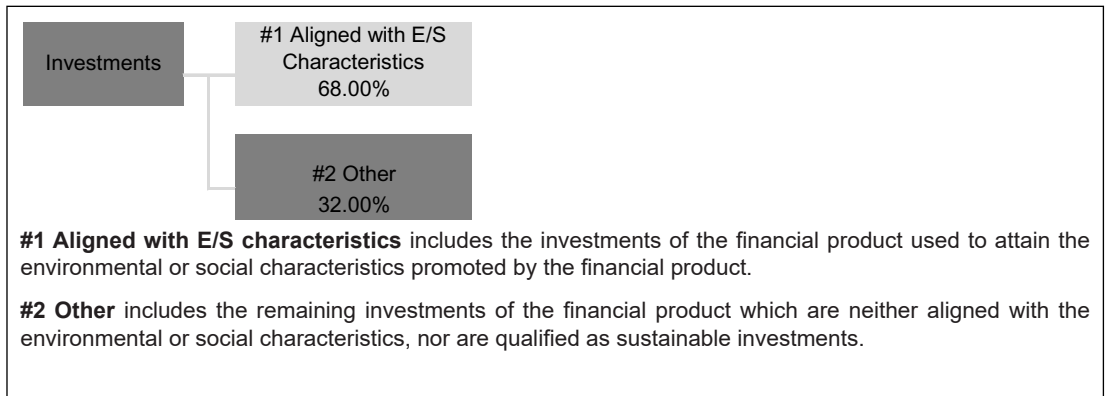 Investments
#1 Aligned with E/S
Characteristics
68.00%
#2 Other
32.00%
#1 Aligned with E/S characteristics includes the investments of the financial product used to attain the
environmental or social characteristics promoted by the financial product.
#2 Other includes the remaining investments of the financial product which are neither aligned with the
environmental or social characteristics, nor are qualified as sustainable investments.